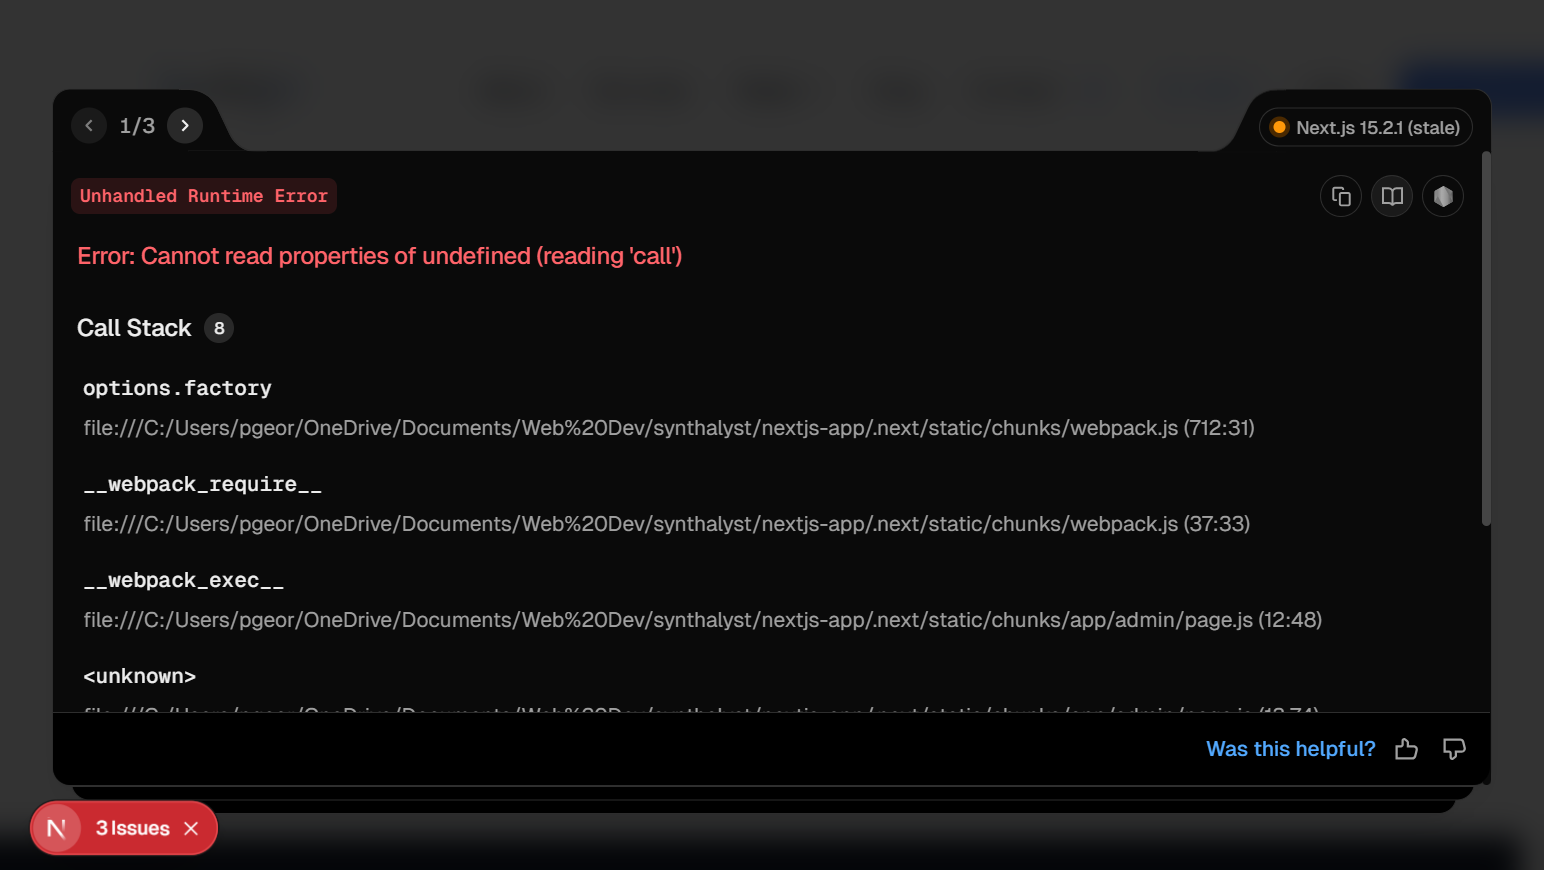 1/3
Next.js 15.2.1 (stale)
Unhandled Runtime Error
Error: Cannot read properties of undefined (reading 'call')
Call Stack 8
options.factory
file:///C:/Users/pgeor/OneDrive/Documents/Web%20Dev/synthalyst/nextjs-app/.next/static/chunks/webpack.js (712:31)
__webpack_require__
file:///C:/Users/pgeor/OneDrive/Documents/Web%20Dev/synthalyst/nextjs-app/.next/static/chunks/webpack.js (37:33)
__webpack_exec__
file:///C:/Users/pgeor/OneDrive/Documents/Web%20Dev/synthalyst/nextjs-app/.next/static/chunks/app/admin/page.js (12:48)
<unknown>
Was this helpful?
N 3 Issues